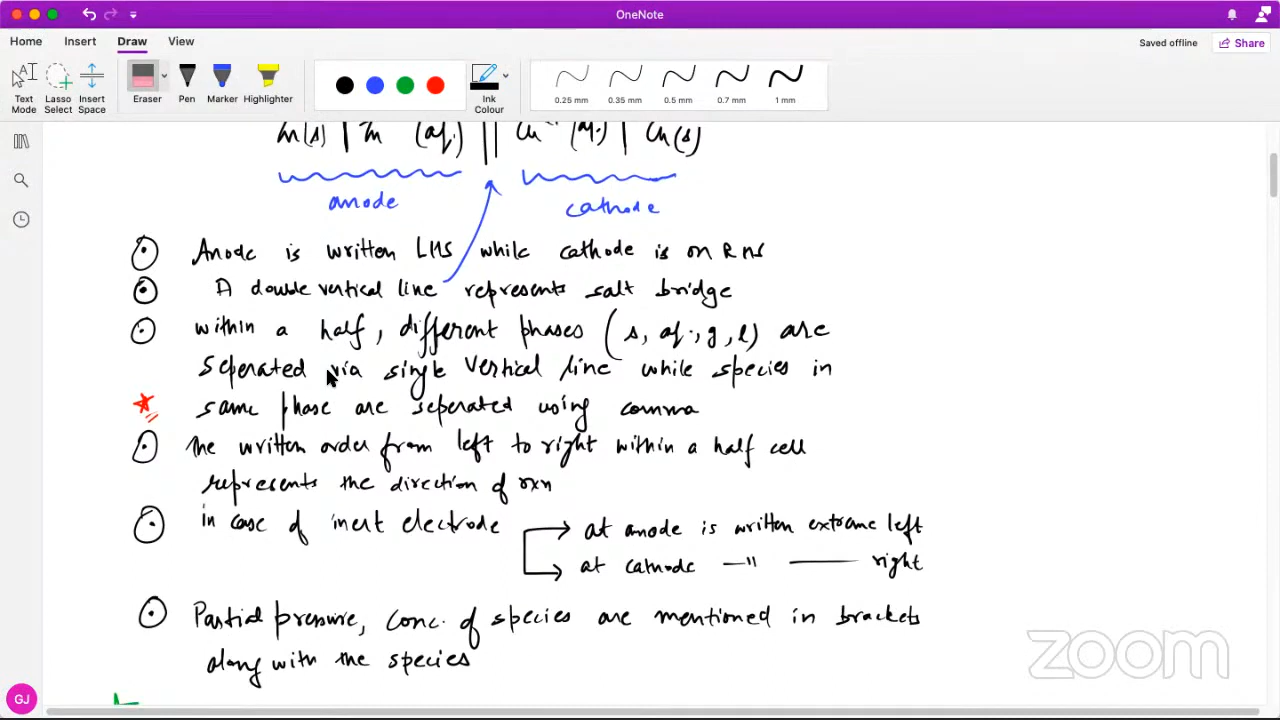 OneNote
Home Insert Draw View
Saved offline
Share
Text Mode
Lasso Select
Insert Space
Eraser
Pen
Marker
Highlighter
Ink Colour
0.25 mm
0.35 mm
0.5 mm
0.7 mm
1 mm
(s) | (aq.) || (aq.) | (s)
anode
cathode
Anode is written LHS while cathode is on RHS
A double vertical line represents salt bridge
within a half, different phases (s, aq., g, l) are
seperated via single vertical line while species in
same phase are seperated using comma
the written order from left to right within a half cell
represents the direction of rxn
in case of inert electrode
at anode is written extreme left
at cathode —"— right
Partial pressure, conc. of species are mentioned in brackets
along with the species
zoom
GJ